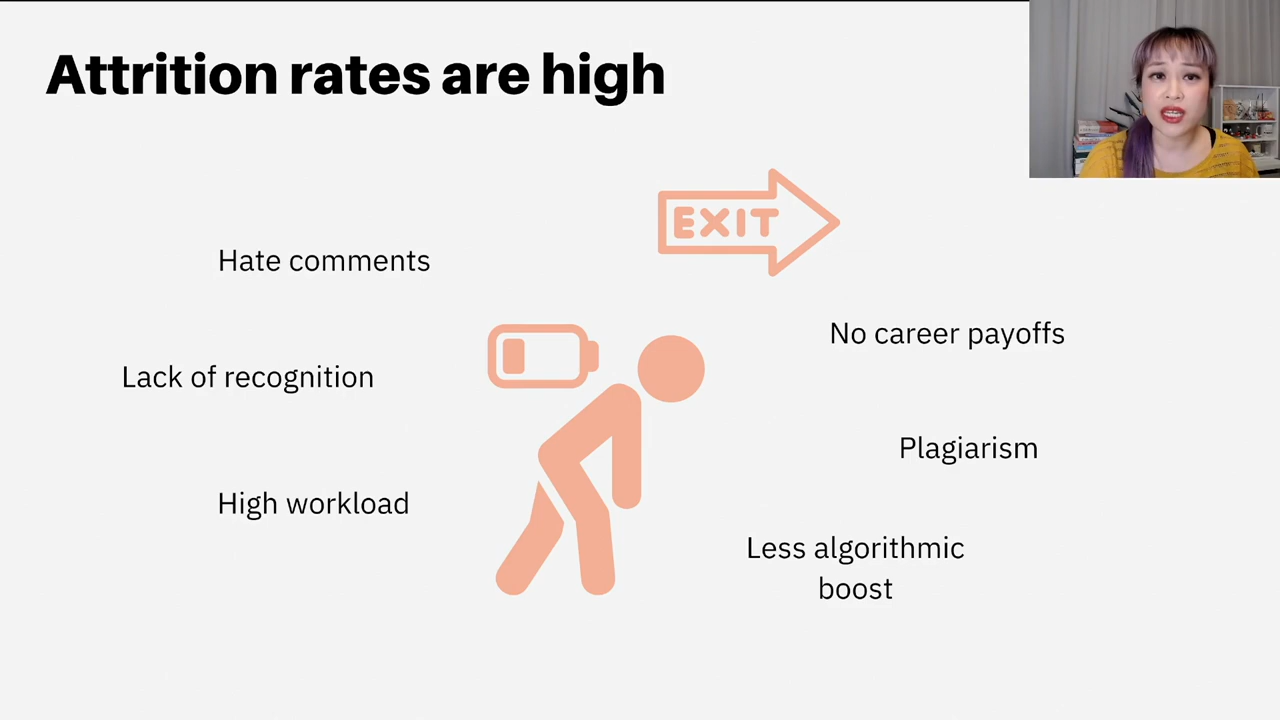 Attrition rates are high
EXIT
Hate comments
Lack of recognition
High workload
No career payoffs
Plagiarism
Less algorithmic
boost